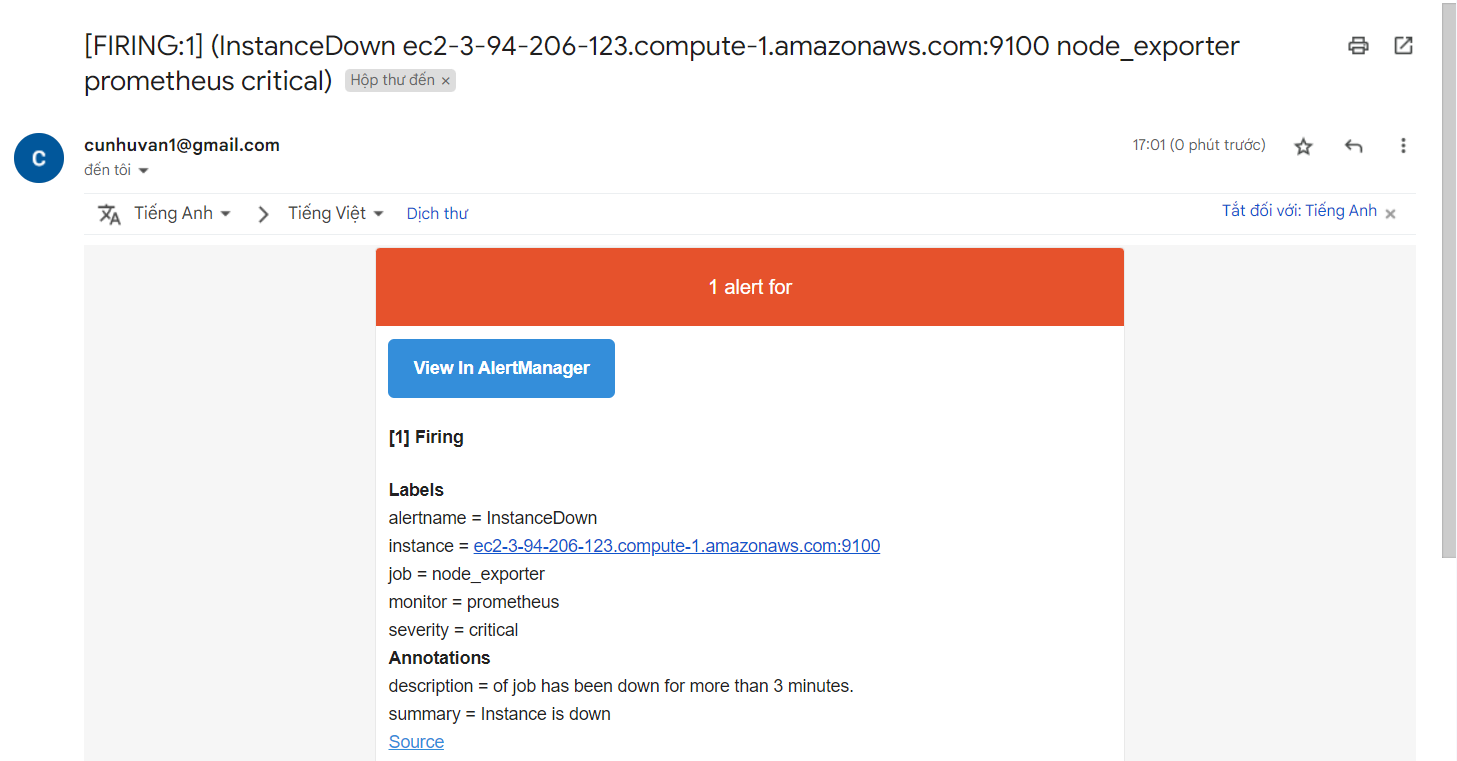 [FIRING:1] (InstanceDown ec2-3-94-206-123.compute-1.amazonaws.com:9100 node_exporter
prometheus critical) Hộp thư đến ×
C
cunhuvan1@gmail.com
17:01 (0 phút trước)
đến tôi
Tiếng Anh > Tiếng Việt Dịch thư
Tắt đối với: Tiếng Anh ×
1 alert for
View In AlertManager
[1] Firing
Labels
alertname = InstanceDown
instance = ec2-3-94-206-123.compute-1.amazonaws.com:9100
job = node_exporter
monitor = prometheus
severity = critical
Annotations
description = of job has been down for more than 3 minutes.
summary = Instance is down
Source